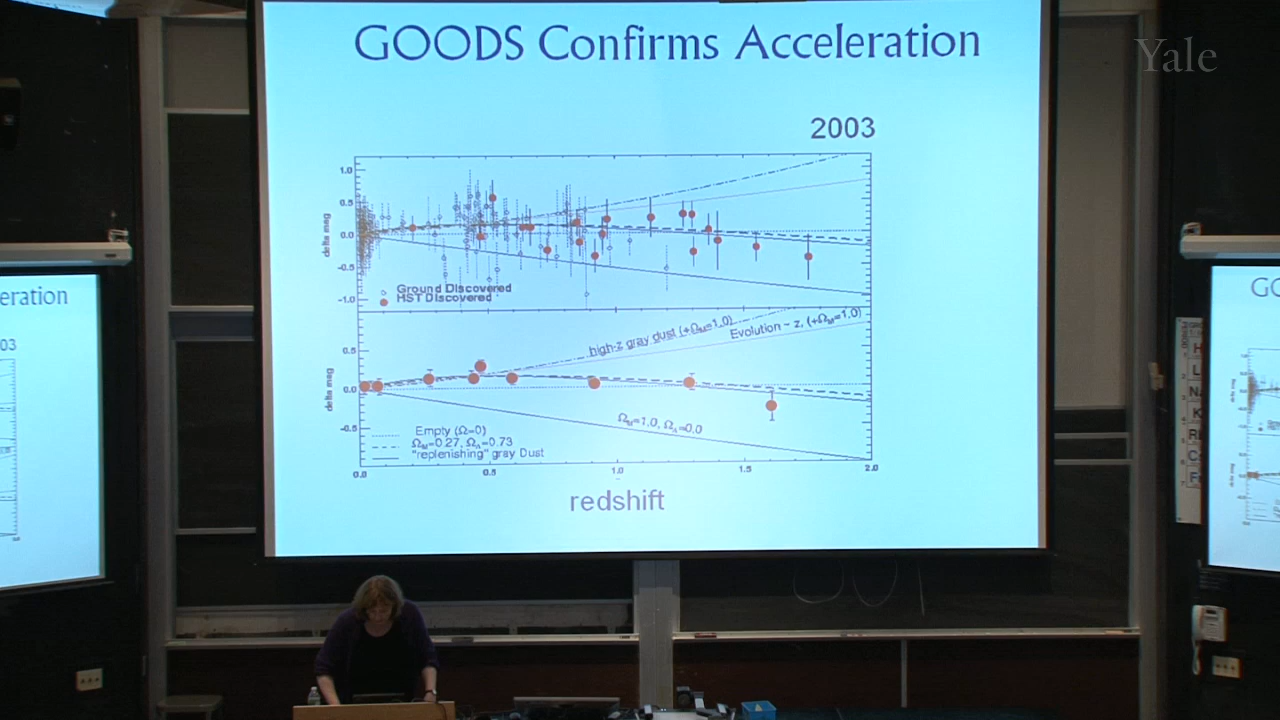 GOODS Confirms Acceleration
Yale
2003
1.0
0.5
0.0
-0.5
-1.0
delta mag
Ground Discovered
HST Discovered
high-z gray dust (+Ω_M=1.0)
Evolution ~ z, (+Ω_M=1.0)
0.5
0.0
-0.5
delta mag
Ω_M=1.0, Ω_Λ=0.0
Empty (Ω=0)
Ω_M=0.27, Ω_Λ=0.73
"replenishing" gray Dust
0.0 0.5 1.0 1.5 2.0
redshift
eration
03
GO